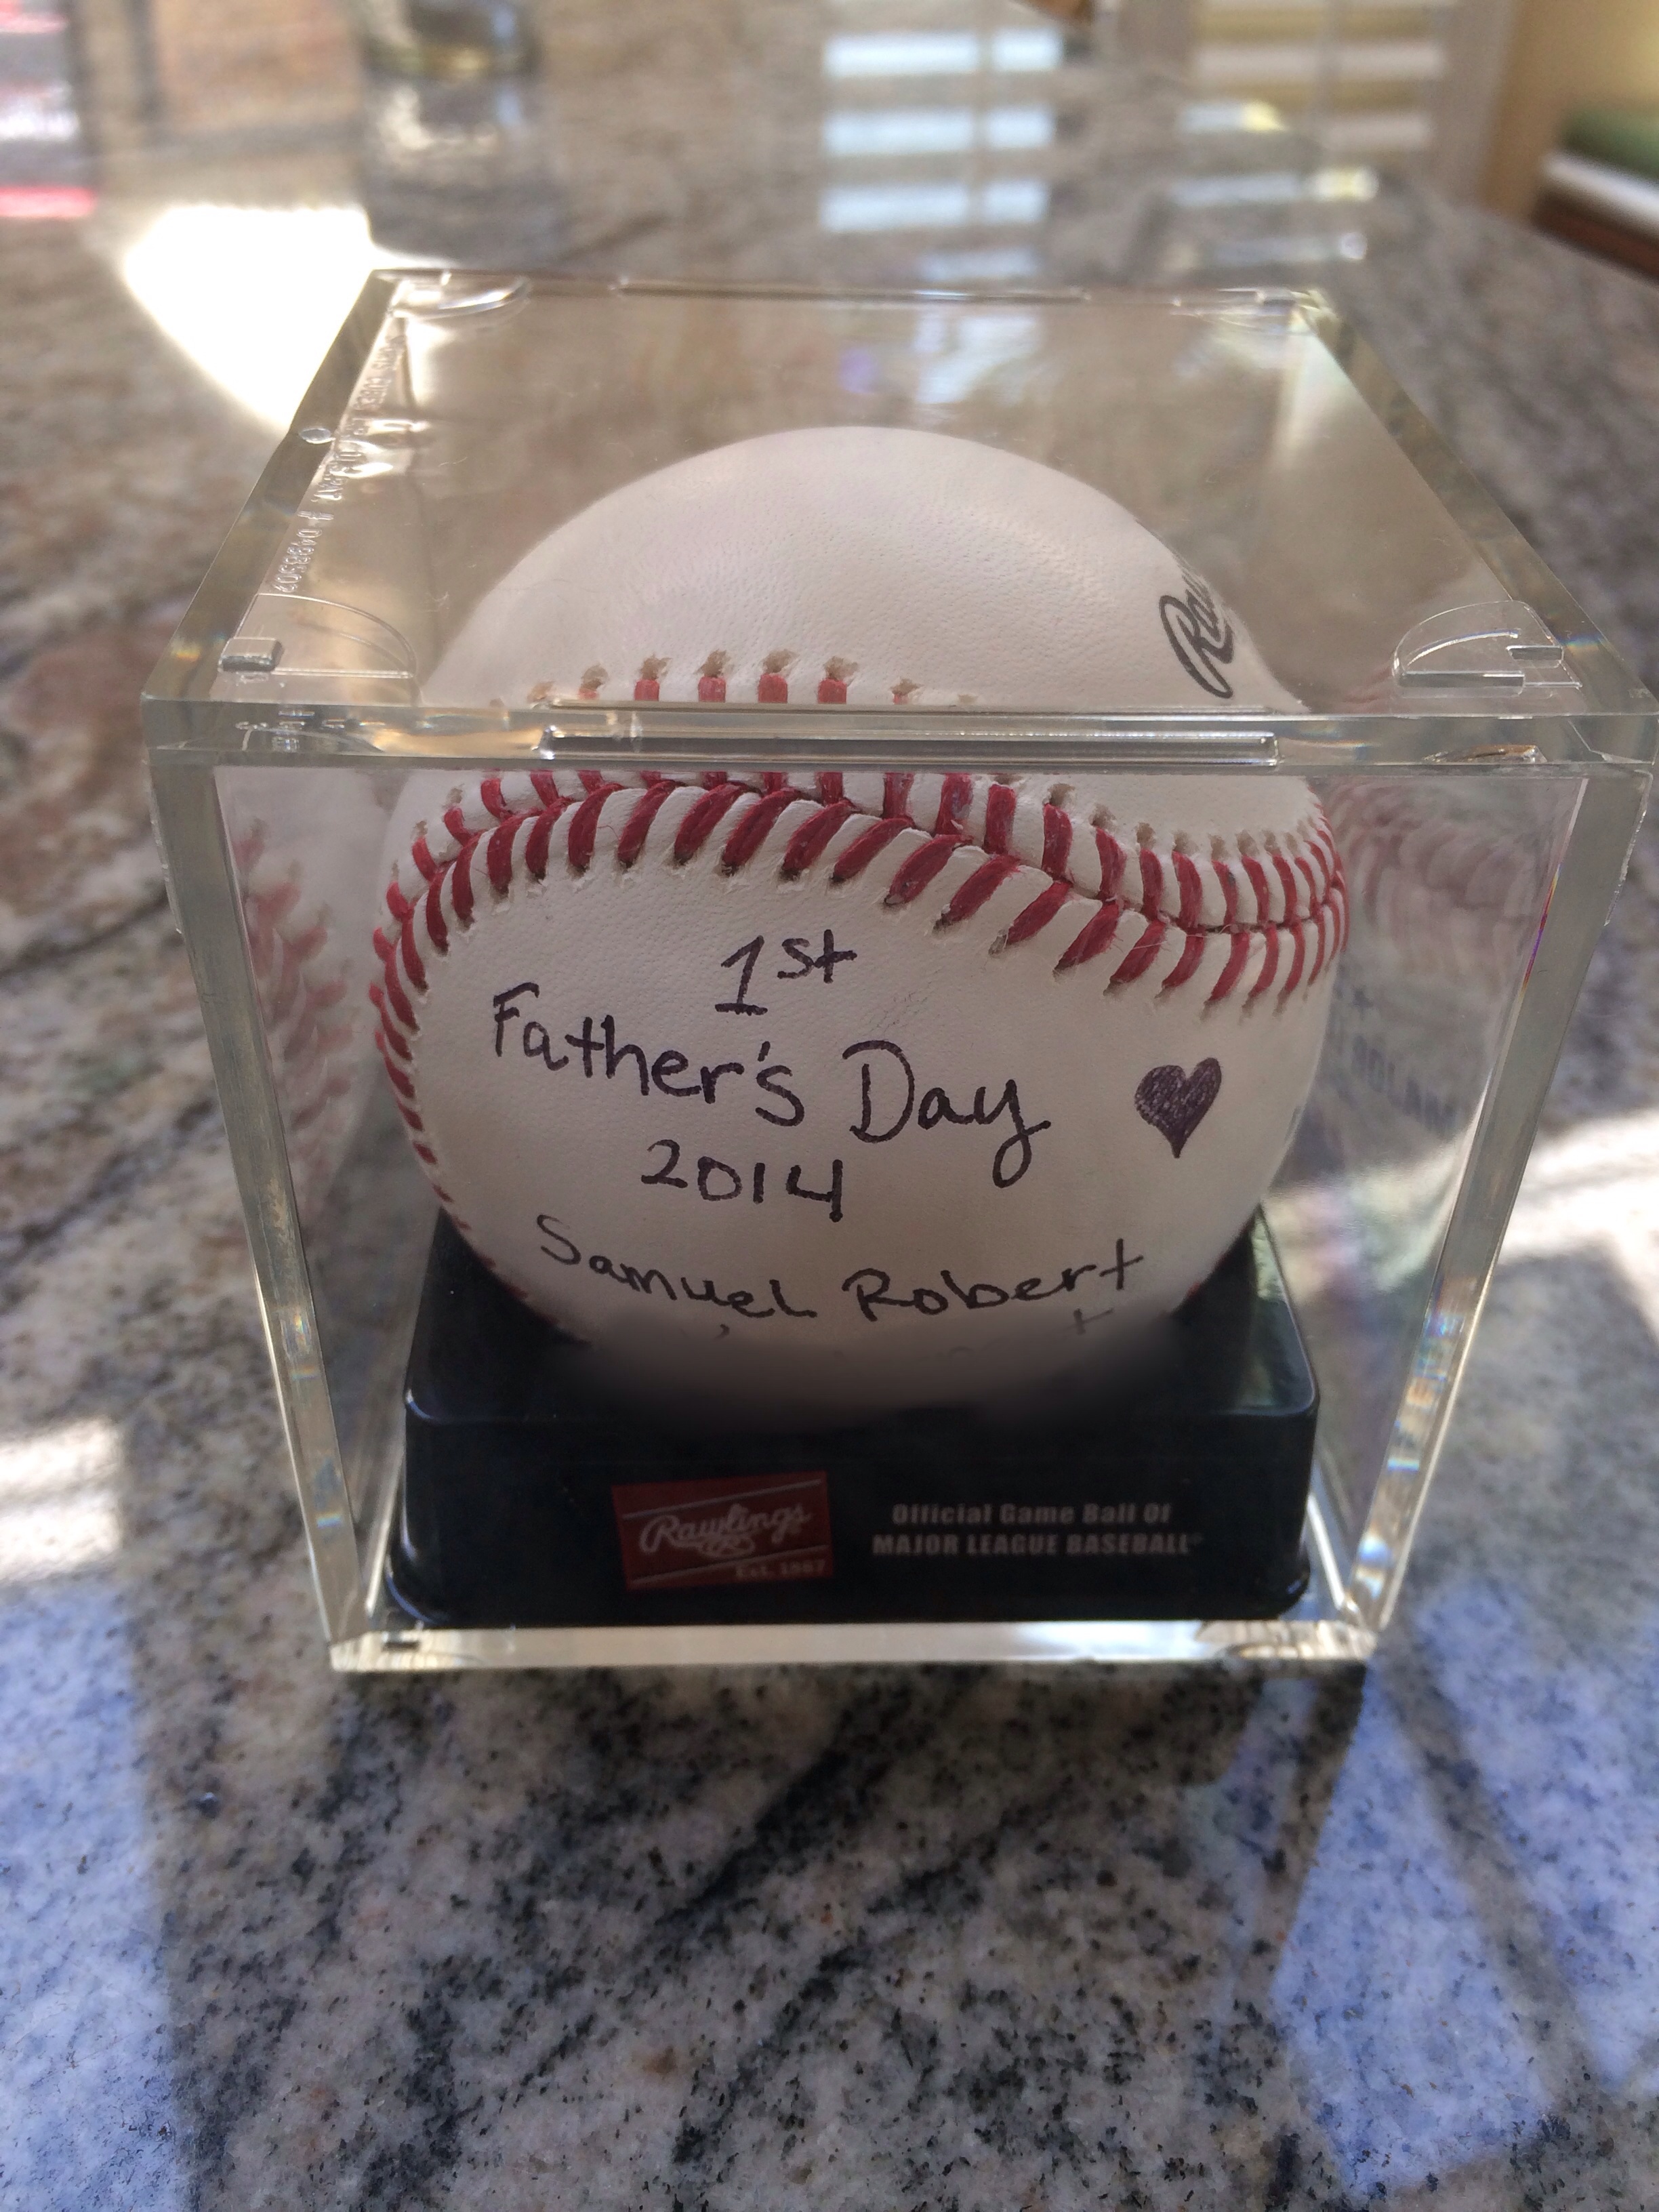 1st
Father's Day
2014
Samuel Robert
Rawlings
Est. 1887
Official Game Ball Of
MAJOR LEAGUE BASEBALL®